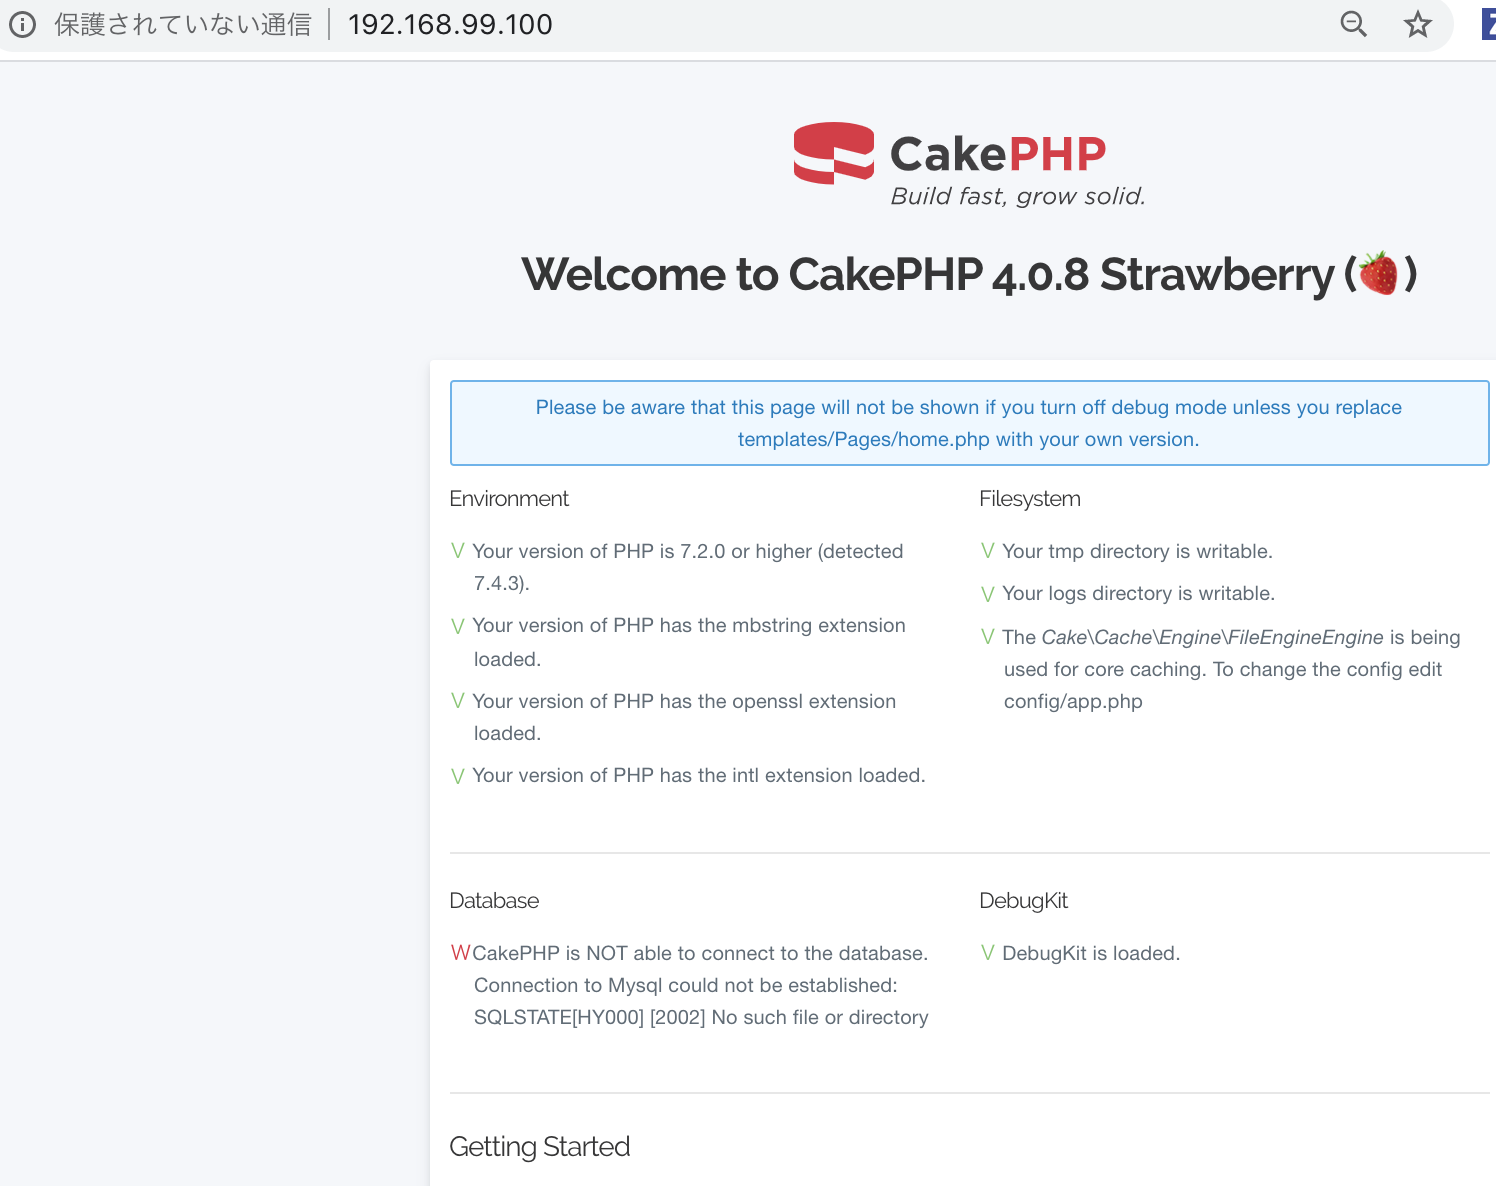 保護されていない通信 192.168.99.100
CakePHP
Build fast, grow solid.
Welcome to CakePHP 4.0.8 Strawberry (🍓)
Please be aware that this page will not be shown if you turn off debug mode unless you replace
templates/Pages/home.php with your own version.
Environment
V Your version of PHP is 7.2.0 or higher (detected
7.4.3).
V Your version of PHP has the mbstring extension
loaded.
V Your version of PHP has the openssl extension
loaded.
V Your version of PHP has the intl extension loaded.
Filesystem
V Your tmp directory is writable.
V Your logs directory is writable.
V The Cake\Cache\Engine\FileEngineEngine is being
used for core caching. To change the config edit
config/app.php
Database
W CakePHP is NOT able to connect to the database.
Connection to Mysql could not be established:
SQLSTATE[HY000] [2002] No such file or directory
DebugKit
V DebugKit is loaded.
Getting Started